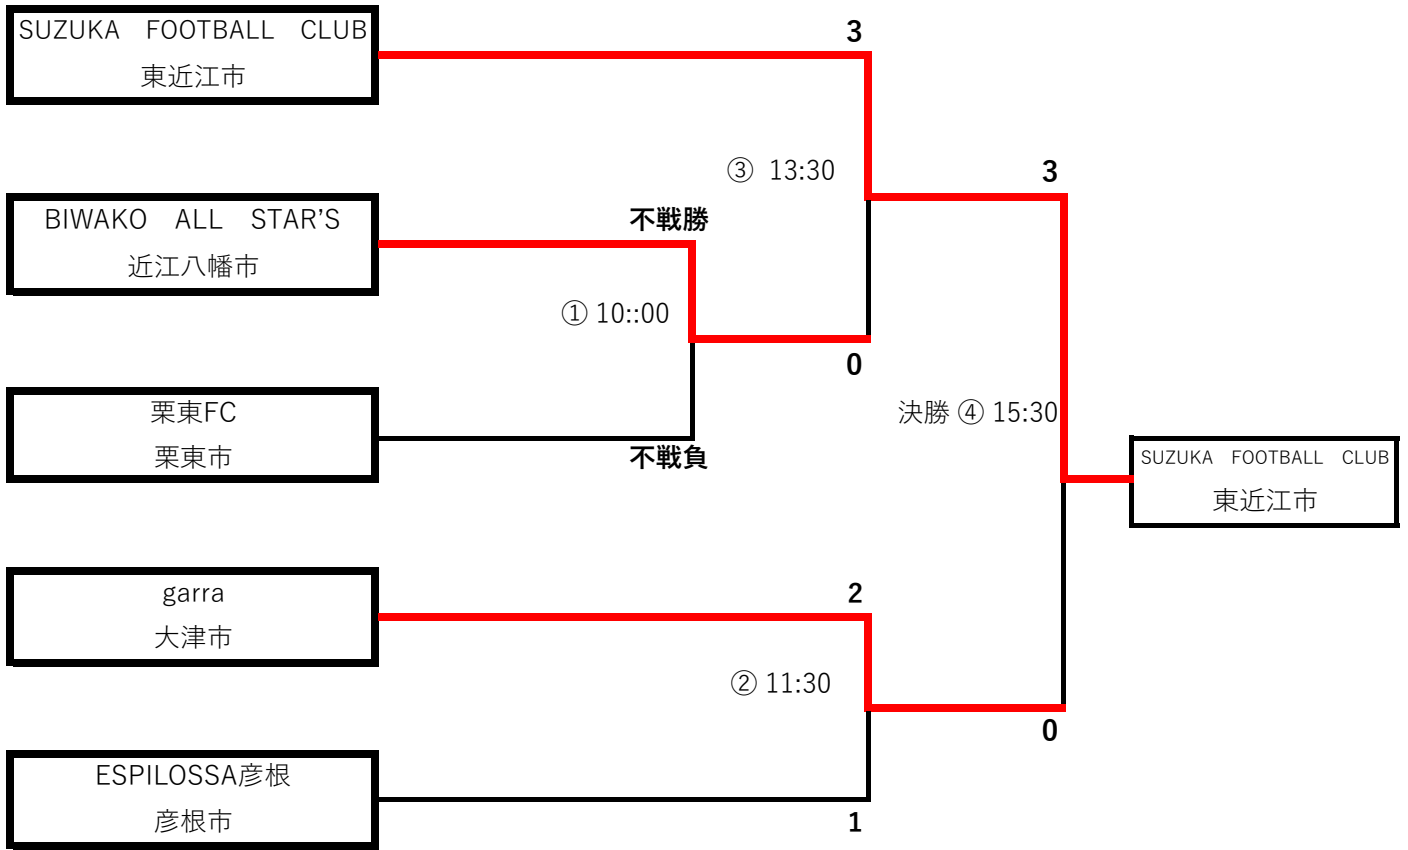 SUZUKA　FOOTBALL　CLUB
東近江市
3
③ 13:30
3
BIWAKO　ALL　STAR’S
近江八幡市
不戦勝
① 10::00
0
栗東FC
栗東市
不戦負
決勝 ④ 15:30
SUZUKA　FOOTBALL　CLUB
東近江市
garra
大津市
2
② 11:30
0
ESPILOSSA彦根
彦根市
1